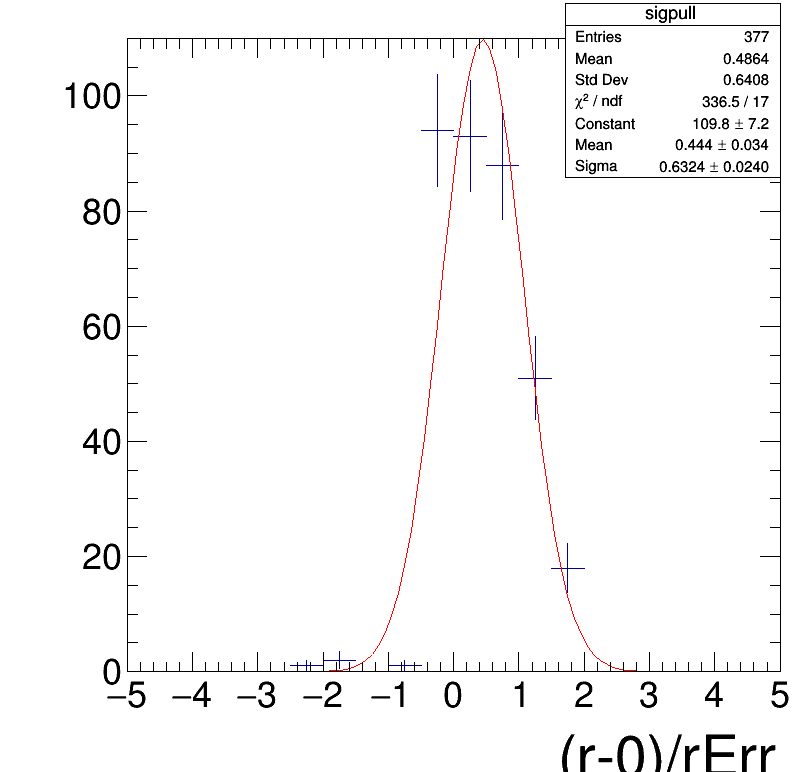 sigpull
Entries 377
Mean 0.4864
Std Dev 0.6408
χ² / ndf 336.5 / 17
Constant 109.8 ± 7.2
Mean 0.444 ± 0.034
Sigma 0.6324 ± 0.0240
100
80
60
40
20
0
−5 −4 −3 −2 −1 0 1 2 3 4 5
(r-0)/rErr